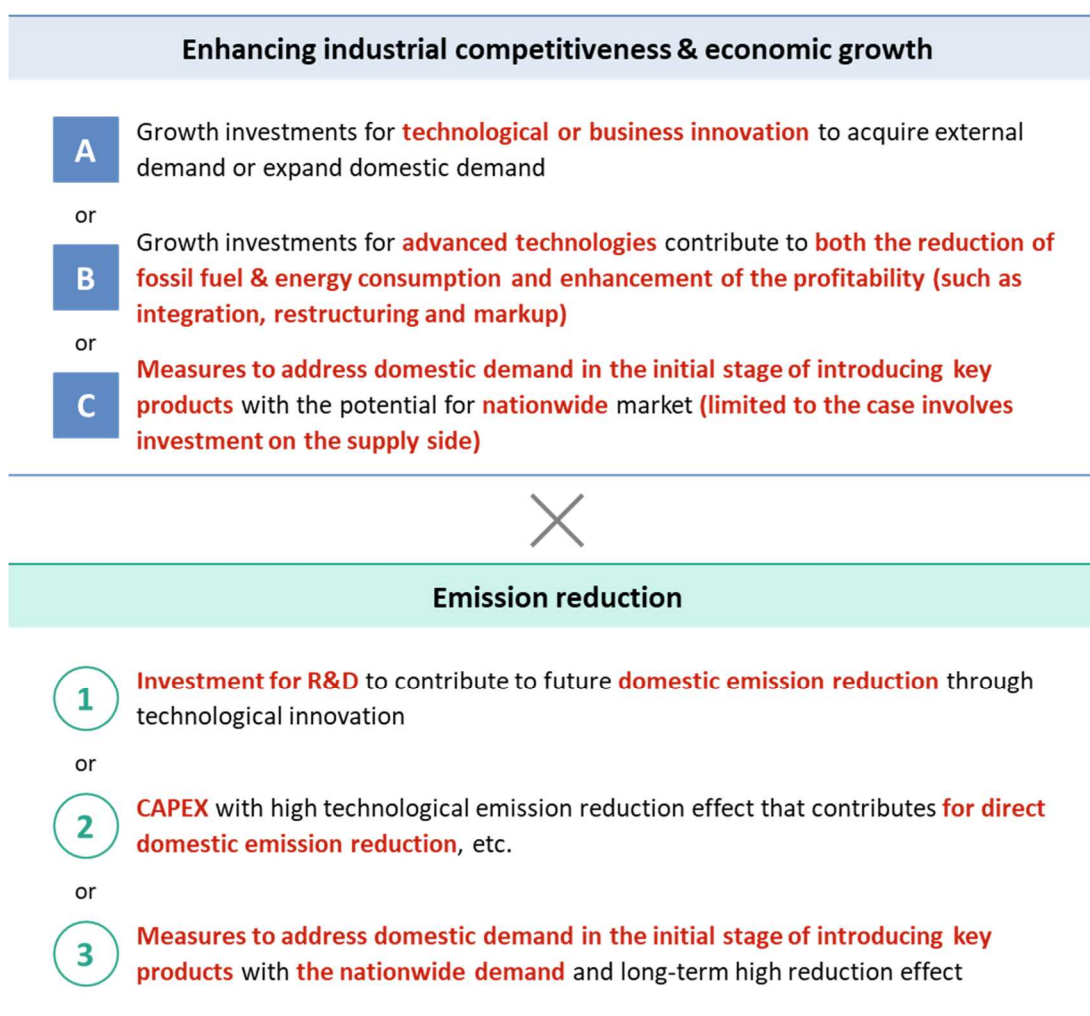 Enhancing industrial competitiveness & economic growth
A
Growth investments for technological or business innovation to acquire external
demand or expand domestic demand
or
B
Growth investments for advanced technologies contribute to both the reduction of
fossil fuel & energy consumption and enhancement of the profitability (such as
integration, restructuring and markup)
or
C
Measures to address domestic demand in the initial stage of introducing key
products with the potential for nationwide market (limited to the case involves
investment on the supply side)
Emission reduction
1
Investment for R&D to contribute to future domestic emission reduction through
technological innovation
or
2
CAPEX with high technological emission reduction effect that contributes for direct
domestic emission reduction, etc.
or
3
Measures to address domestic demand in the initial stage of introducing key
products with the nationwide demand and long-term high reduction effect